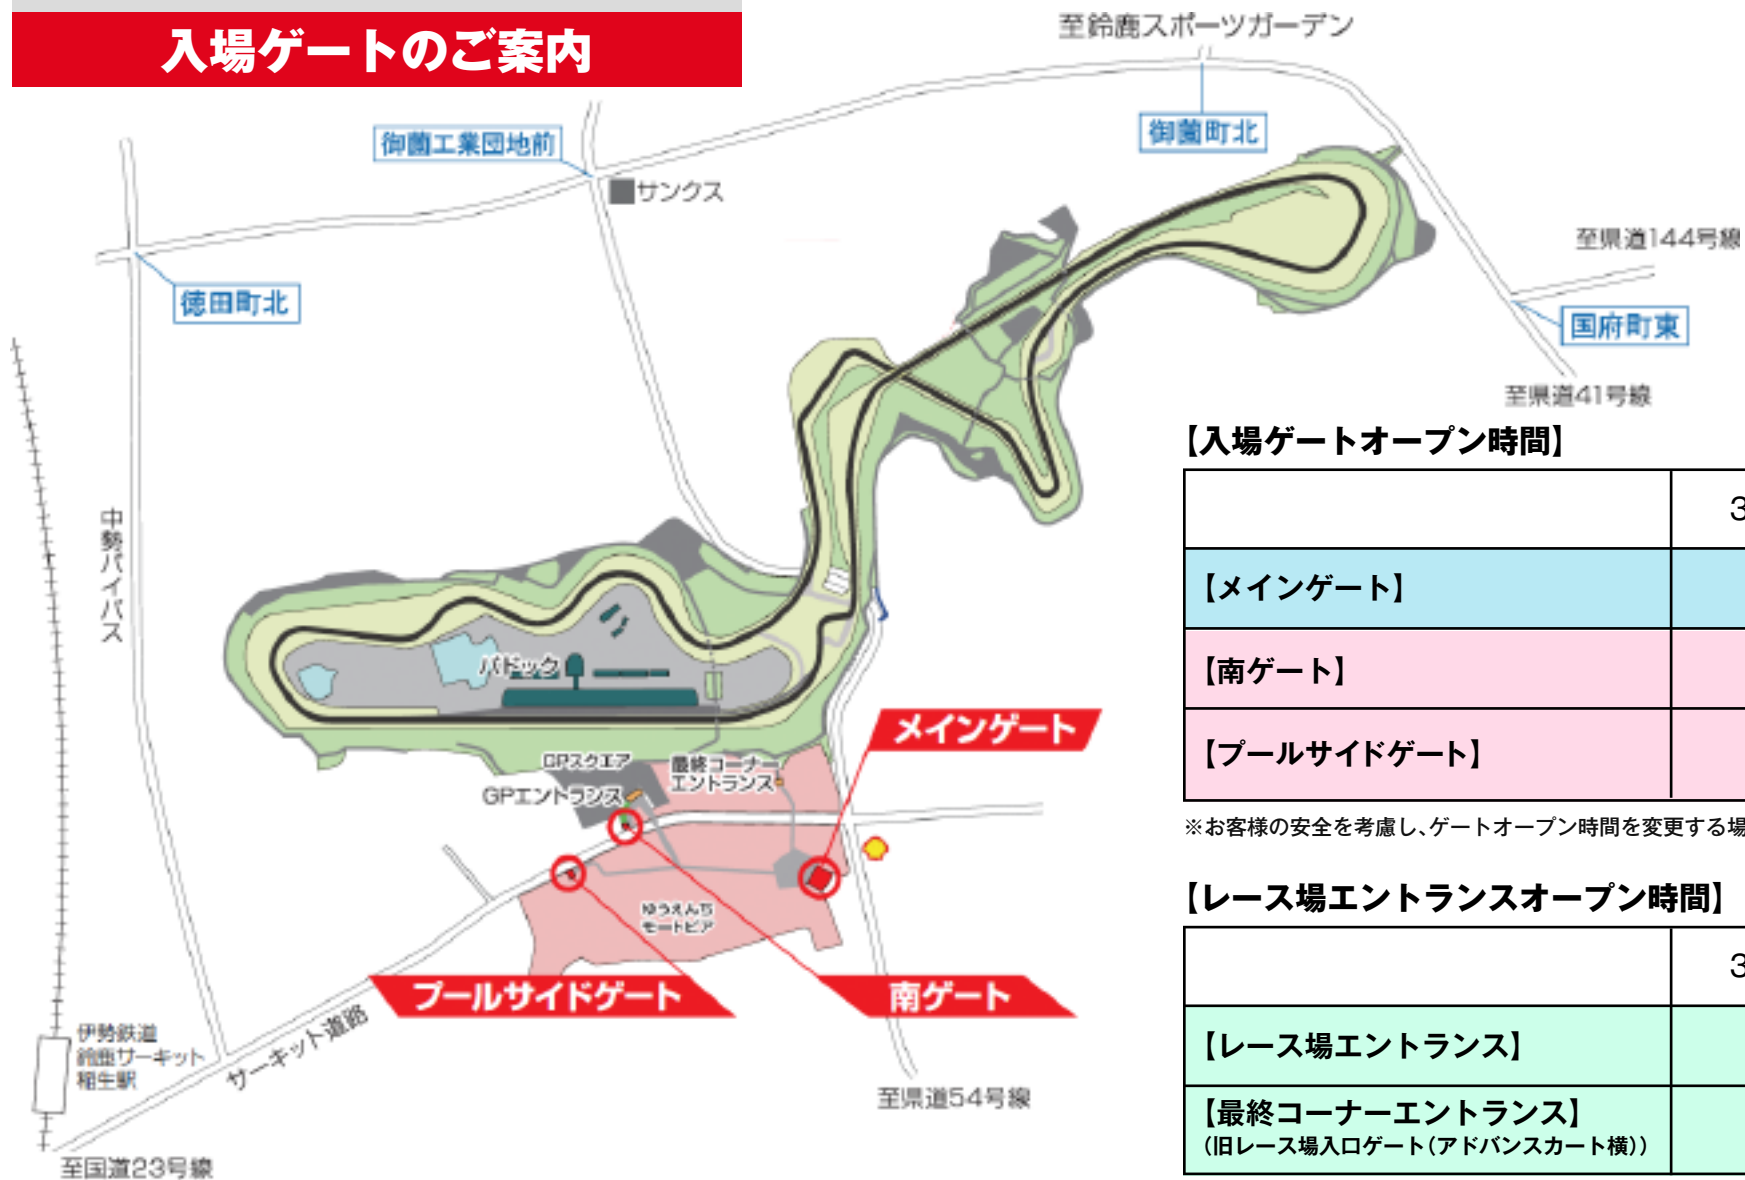 入場ゲートのご案内
至鈴鹿スポーツガーデン
御薗工業団地前
御薗町北
サンクス
至県道144号線
徳田町北
国府町東
至県道41号線
中勢バイパス
パドック
メインゲート
GPスクエア
最終コーナー
エントランス
GPエントランス
ゆうえんち
モートピア
プールサイドゲート
南ゲート
サーキット道路
伊勢鉄道
鈴鹿サーキット
稲生駅
至県道54号線
至国道23号線
【入場ゲートオープン時間】
3
【メインゲート】
【南ゲート】
【プールサイドゲート】
※お客様の安全を考慮し、ゲートオープン時間を変更する場
【レース場エントランスオープン時間】
3
【レース場エントランス】
【最終コーナーエントランス】
(旧レース場入口ゲート(アドバンスカート横))